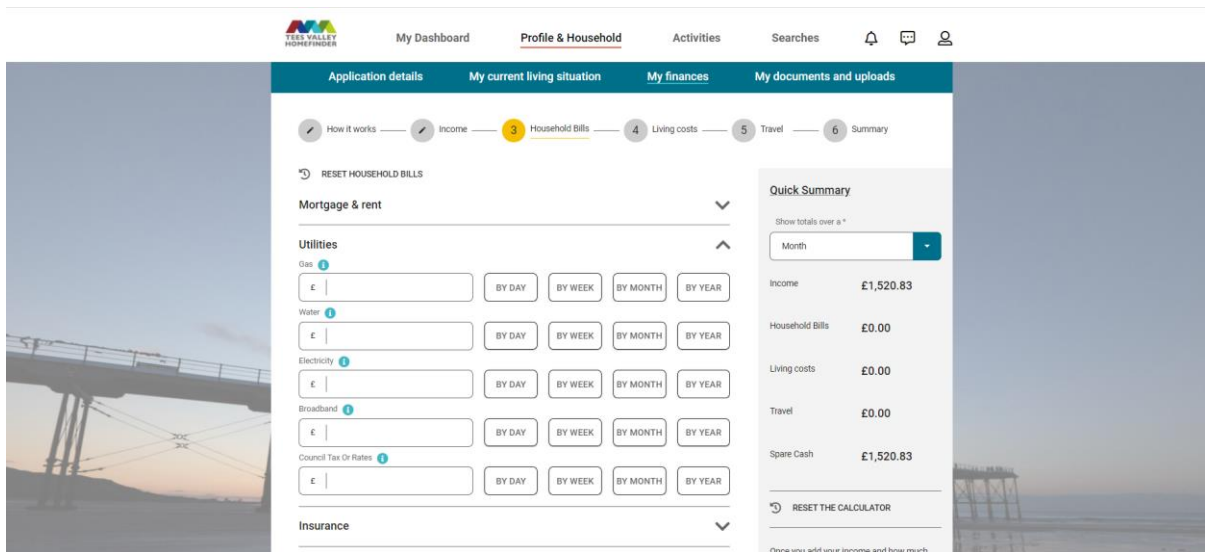 TEES VALLEY
HOMEFINDER
My Dashboard
Profile & Household
Activities
Searches
Application details
My current living situation
My finances
My documents and uploads
How it works
Income
3 Household Bills
4 Living costs
5 Travel
6 Summary
RESET HOUSEHOLD BILLS
Mortgage & rent
Utilities
Gas
£ BY DAY BY WEEK BY MONTH BY YEAR
Water
£ BY DAY BY WEEK BY MONTH BY YEAR
Electricity
£ BY DAY BY WEEK BY MONTH BY YEAR
Broadband
£ BY DAY BY WEEK BY MONTH BY YEAR
Council Tax Or Rates
£ BY DAY BY WEEK BY MONTH BY YEAR
Insurance
Quick Summary
Show totals over a *
Month
Income £1,520.83
Household Bills £0.00
Living costs £0.00
Travel £0.00
Spare Cash £1,520.83
RESET THE CALCULATOR
Once you add your income and how much